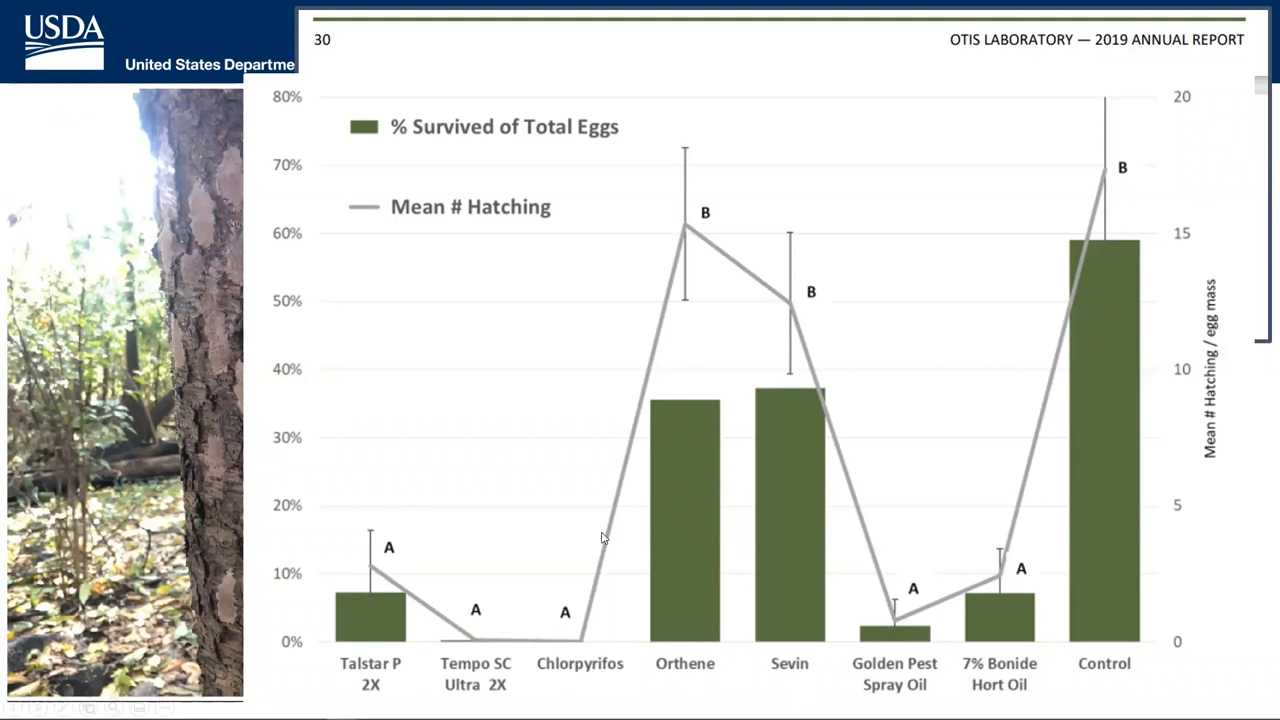 USDA
United States Departme
30
OTIS LABORATORY — 2019 ANNUAL REPORT
80%
70%
60%
50%
40%
30%
20%
10%
0%
% Survived of Total Eggs
Mean # Hatching
A
A
A
B
B
A
A
B
20
15
10
5
0
Mean # Hatching / egg mass
Talstar P
2X
Tempo SC
Ultra 2X
Chlorpyrifos
Orthene
Sevin
Golden Pest
Spray Oil
7% Bonide
Hort Oil
Control